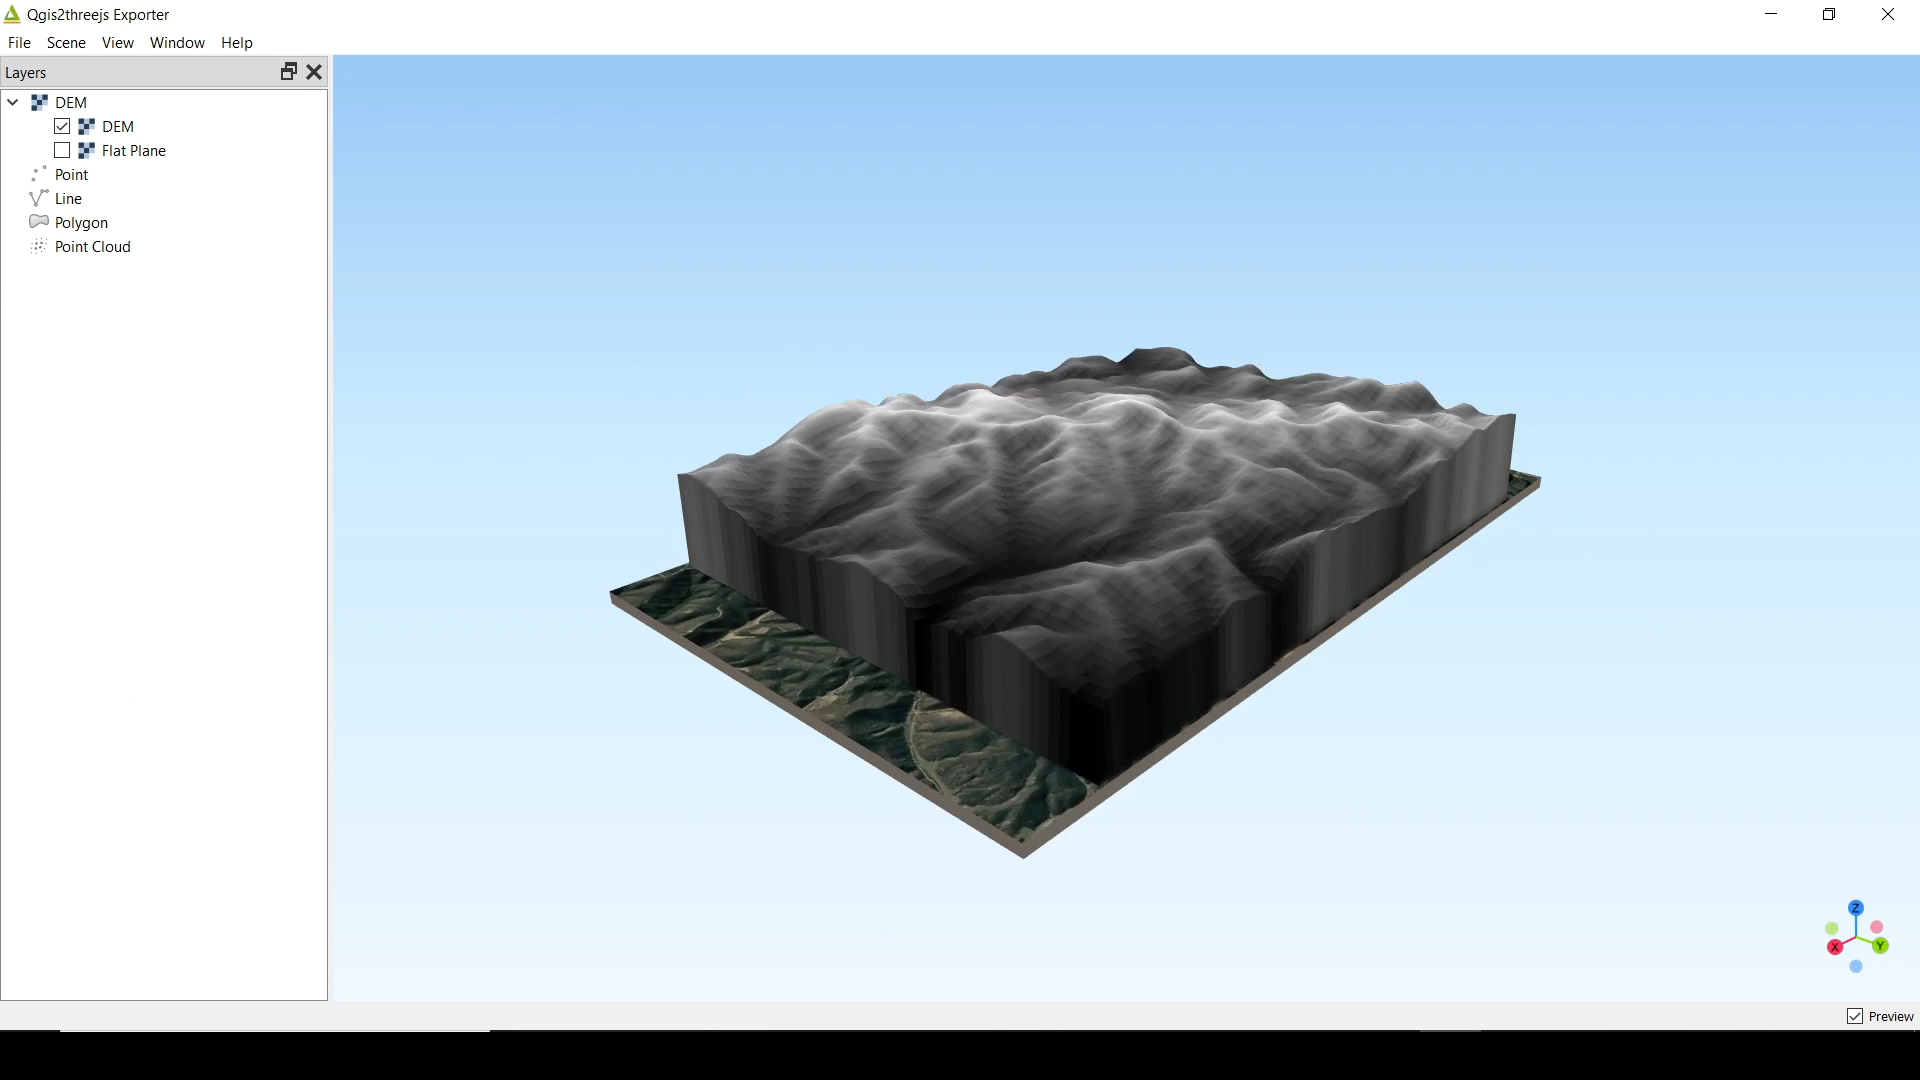 Qgis2threejs Exporter
File Scene View Window Help
Layers
DEM
DEM
Flat Plane
Point
Line
Polygon
Point Cloud
Z
X Y
Preview